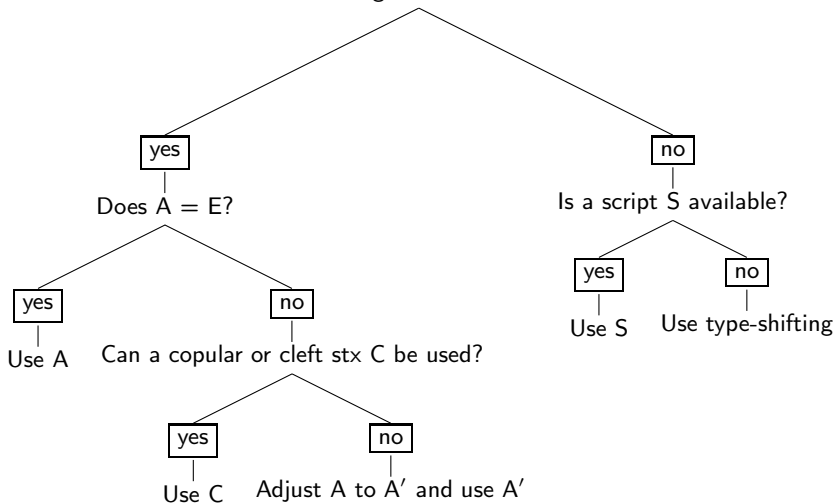 yes
no
Does A = E?
Is a script S available?
yes
no
yes
no
Use A
Can a copular or cleft stx C be used?
Use S
Use type-shifting
yes
no
Use C
Adjust A to A′ and use A′